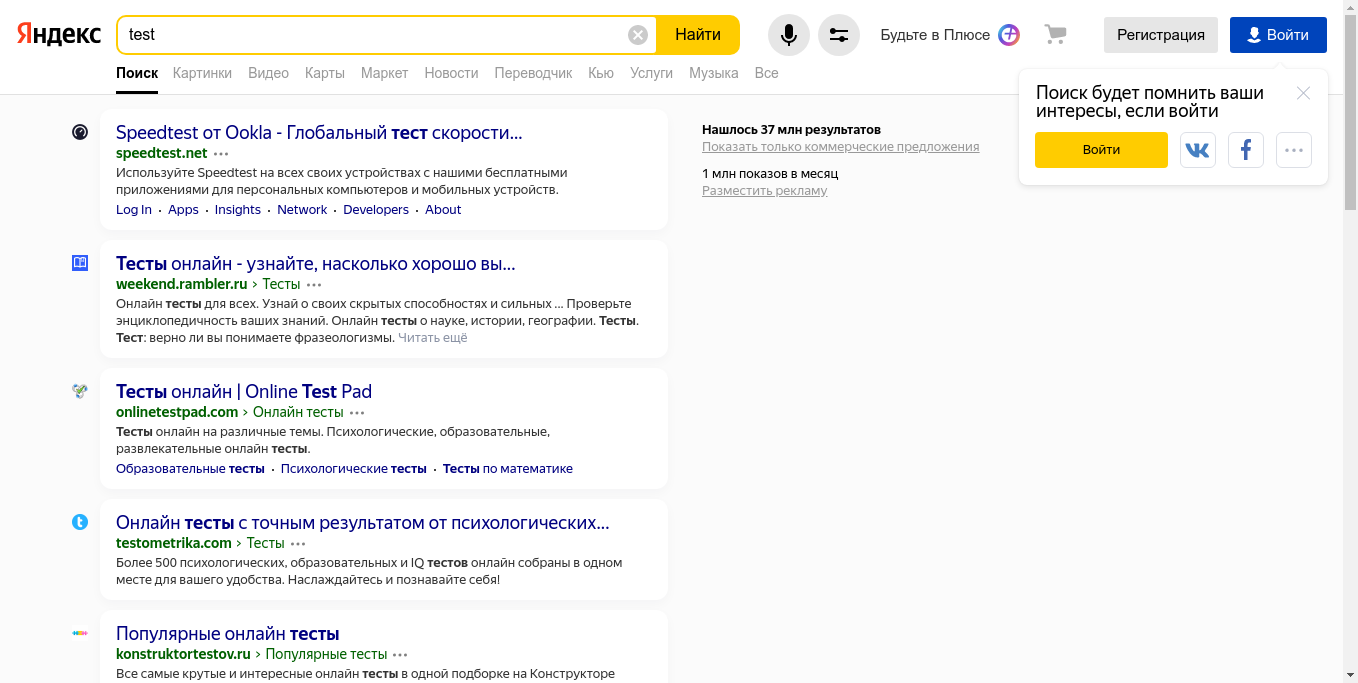 Яндекс
test
Найти
Будьте в Плюсе
Регистрация
Войти
Поиск Картинки Видео Карты Маркет Новости Переводчик Кью Услуги Музыка Все
Поиск будет помнить ваши
интересы, если войти
Войти
Speedtest от Ookla - Глобальный тест скорости...
speedtest.net
Используйте Speedtest на всех своих устройствах с нашими бесплатными
приложениями для персональных компьютеров и мобильных устройств.
Log In · Apps · Insights · Network · Developers · About
Нашлось 37 млн результатов
Показать только коммерческие предложения
1 млн показов в месяц
Разместить рекламу
Тесты онлайн - узнайте, насколько хорошо вы...
weekend.rambler.ru › Тесты
Онлайн тесты для всех. Узнай о своих скрытых способностях и сильных ... Проверьте
энциклопедичность ваших знаний. Онлайн тесты о науке, истории, географии. Тесты.
Тест: верно ли вы понимаете фразеологизмы. Читать ещё
Тесты онлайн | Online Test Pad
onlinetestpad.com › Онлайн тесты
Тесты онлайн на различные темы. Психологические, образовательные,
развлекательные онлайн тесты.
Образовательные тесты · Психологические тесты · Тесты по математике
Онлайн тесты с точным результатом от психологических...
testometrika.com › Тесты
Более 500 психологических, образовательных и IQ тестов онлайн собраны в одном
месте для вашего удобства. Наслаждайтесь и познавайте себя!
Популярные онлайн тесты
konstruktortestov.ru › Популярные тесты
Все самые крутые и интересные онлайн тесты в одной подборке на Конструкторе